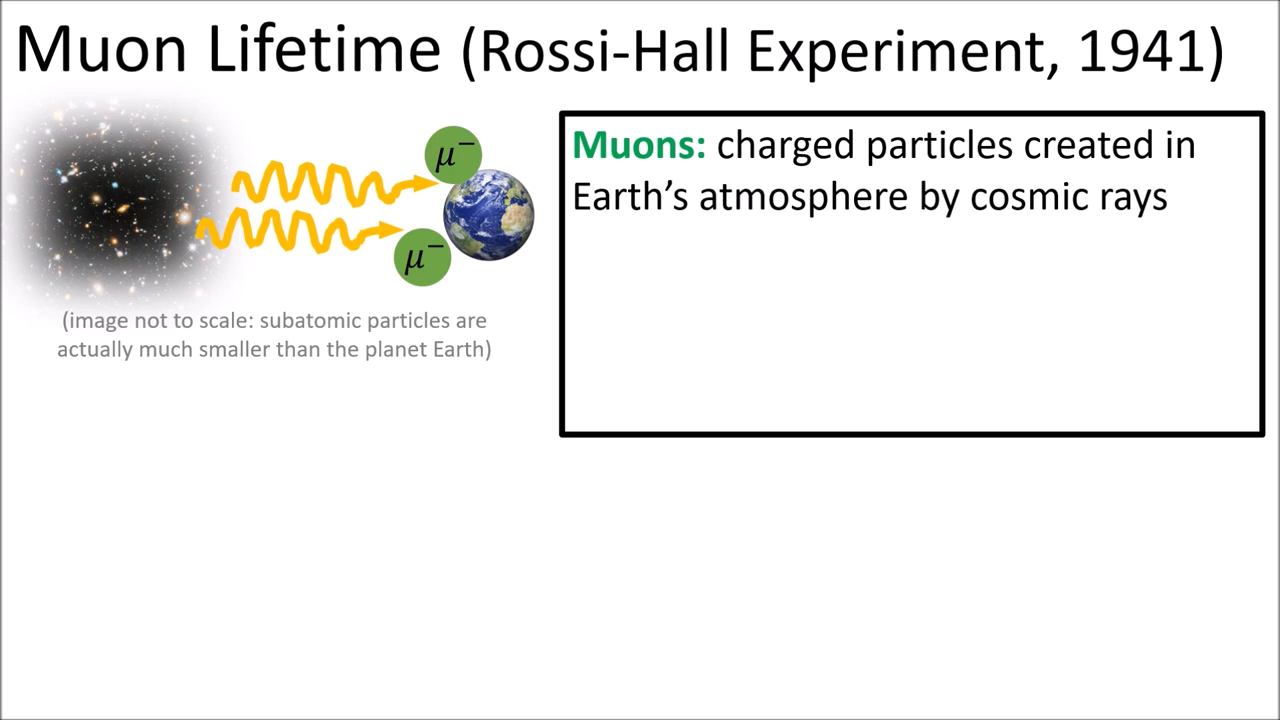 Muon Lifetime (Rossi-Hall Experiment, 1941)
μ⁻
μ⁻
(image not to scale: subatomic particles are
actually much smaller than the planet Earth)
Muons: charged particles created in
Earth’s atmosphere by cosmic rays